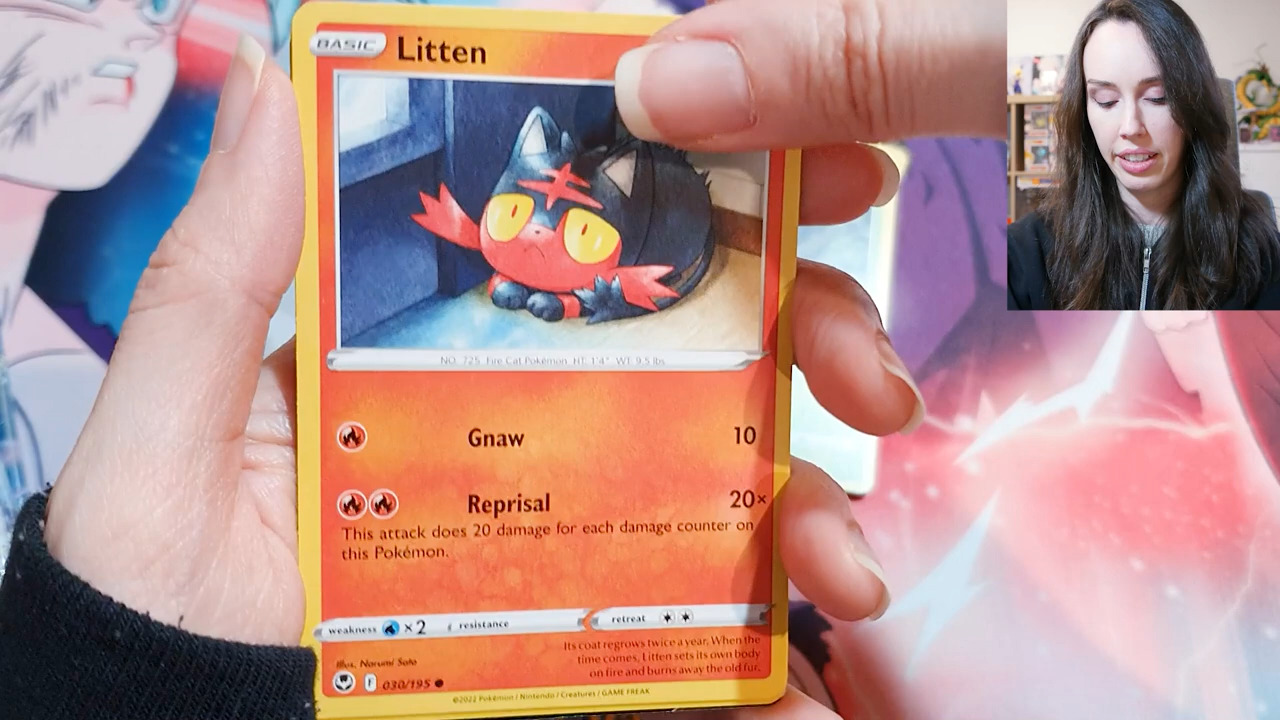 BASIC Litten
NO. 725 Fire Cat Pokémon HT: 1'4" WT: 9.5 lbs
Gnaw 10
Reprisal 20×
This attack does 20 damage for each damage counter on
this Pokémon.
weakness ×2 resistance retreat
Its coat regrows twice a year. When the
time comes, Litten sets its own body
on fire and burns away the old fur.
Illus. Narumi Sato
F 030/195
©2022 Pokémon / Nintendo / Creatures / GAME FREAK